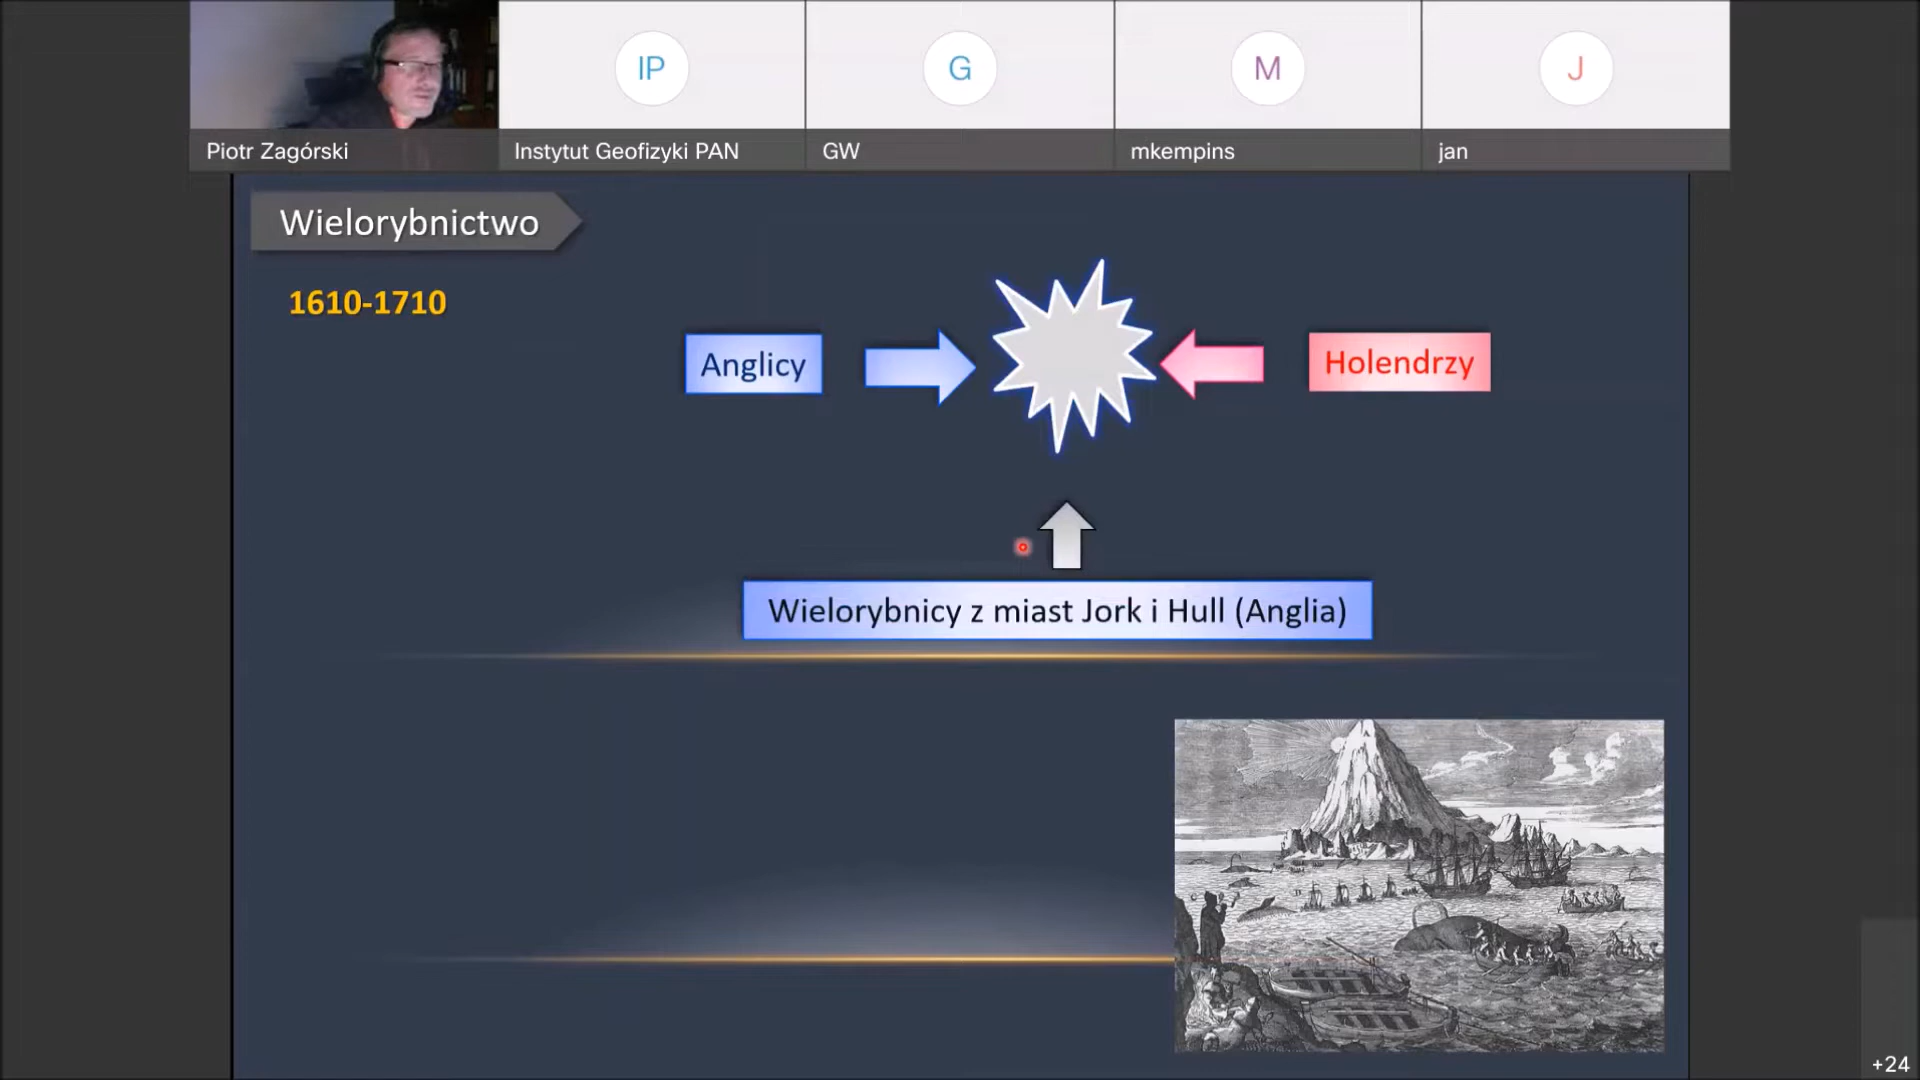 IP
G
M
J
Piotr Zagórski
Instytut Geofizyki PAN
GW
mkempins
jan
Wielorybnictwo
1610-1710
Anglicy
Holendrzy
Wielorybnicy z miast Jork i Hull (Anglia)
+24